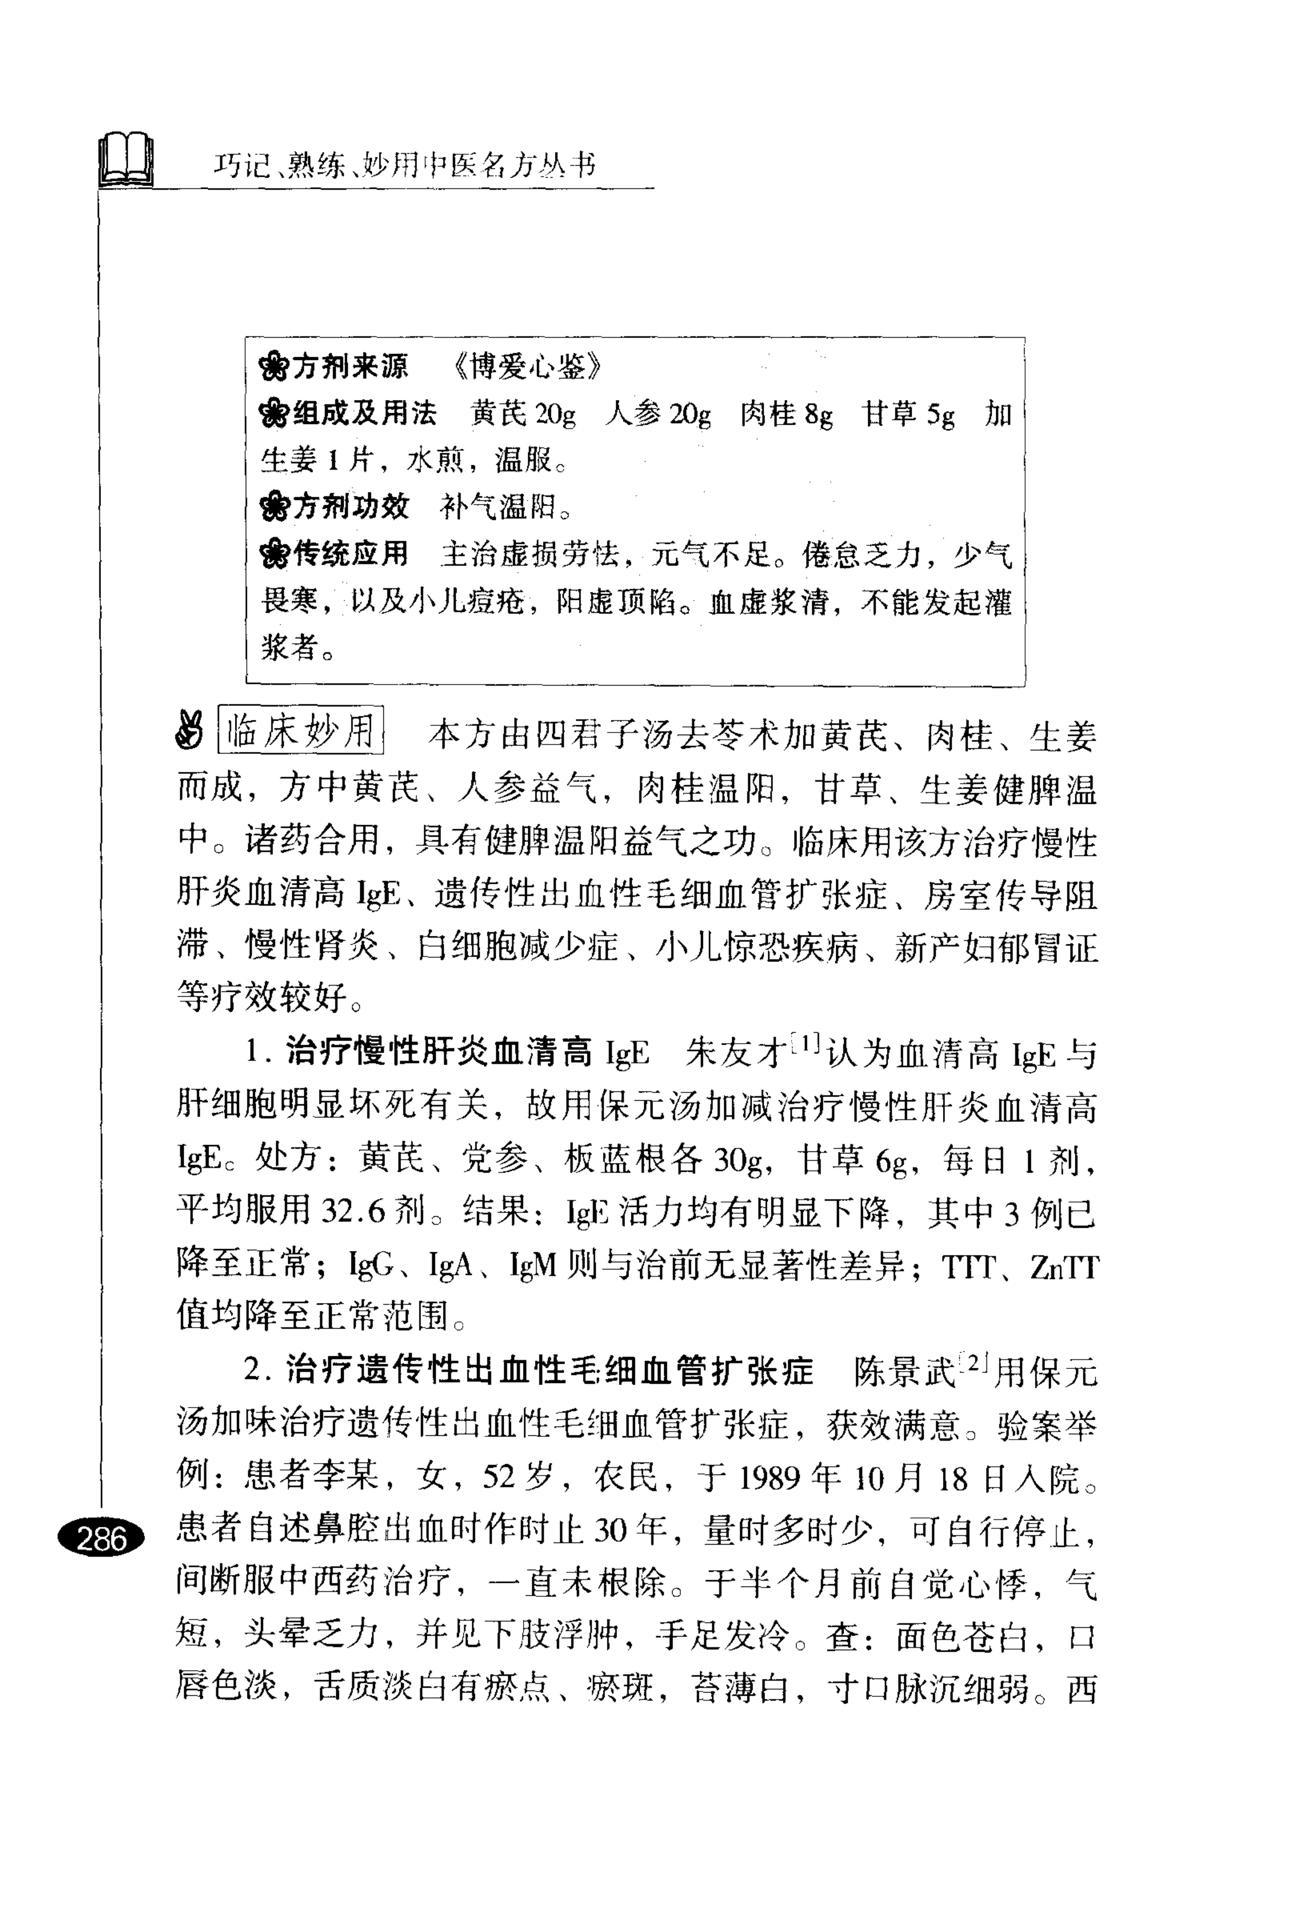 巧记、熟练、妙用中医名方丛书
方剂来源 《博爱心鉴》
组成及用法 黄芪 20g 人参 20g 肉桂 8g 甘草 5g 加
生姜 1 片，水煎，温服。
方剂功效 补气温阳。
传统应用 主治虚损劳怯，元气不足。倦怠乏力，少气
畏寒，以及小儿痘疮，阳虚顶陷。血虚浆清，不能发起灌
浆者。
临床妙用 本方由四君子汤去苓术加黄芪、肉桂、生姜
而成，方中黄芪、人参益气，肉桂温阳，甘草、生姜健脾温
中。诸药合用，具有健脾温阳益气之功。临床用该方治疗慢性
肝炎血清高 IgE、遗传性出血性毛细血管扩张症、房室传导阻
滞、慢性肾炎、白细胞减少症、小儿惊恐疾病、新产妇郁冒证
等疗效较好。
1. 治疗慢性肝炎血清高 IgE 朱友才[1]认为血清高 IgE 与
肝细胞明显坏死有关，故用保元汤加减治疗慢性肝炎血清高
IgE。处方：黄芪、党参、板蓝根各 30g，甘草 6g，每日 1 剂，
平均服用 32.6 剂。结果：IgE 活力均有明显下降，其中 3 例已
降至正常；IgG、IgA、IgM 则与治前无显著性差异；TTT、ZnTT
值均降至正常范围。
2. 治疗遗传性出血性毛细血管扩张症 陈景武[2]用保元
汤加味治疗遗传性出血性毛细血管扩张症，获效满意。验案举
例：患者李某，女，52 岁，农民，于 1989 年 10 月 18 日入院。
患者自述鼻腔出血时作时止 30 年，量时多时少，可自行停止，
间断服中西药治疗，一直未根除。于半个月前自觉心悸，气
短，头晕乏力，并见下肢浮肿，手足发冷。查：面色苍白，口
唇色淡，舌质淡白有瘀点、瘀斑，苔薄白，寸口脉沉细弱。西
286